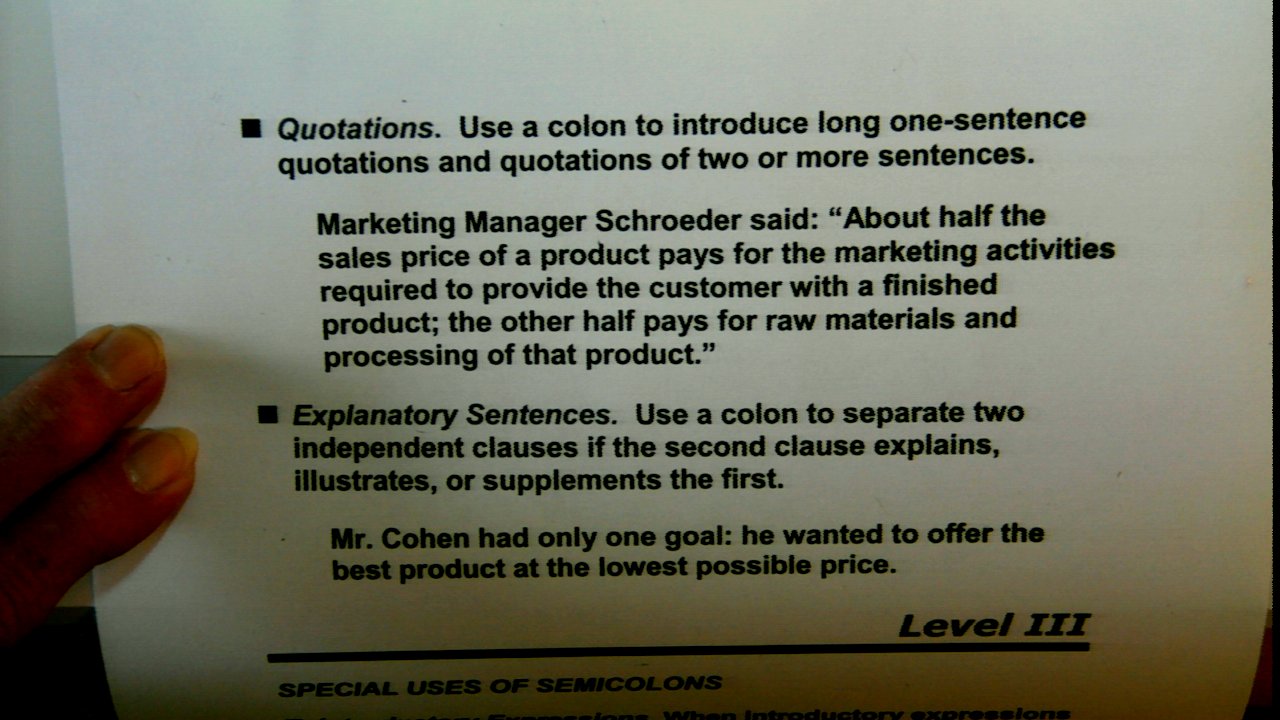 ■ Quotations. Use a colon to introduce long one-sentence
quotations and quotations of two or more sentences.
Marketing Manager Schroeder said: “About half the
sales price of a product pays for the marketing activities
required to provide the customer with a finished
product; the other half pays for raw materials and
processing of that product.”
■ Explanatory Sentences. Use a colon to separate two
independent clauses if the second clause explains,
illustrates, or supplements the first.
Mr. Cohen had only one goal: he wanted to offer the
best product at the lowest possible price.
Level III
SPECIAL USES OF SEMICOLONS
Expressions. When introductory expressions